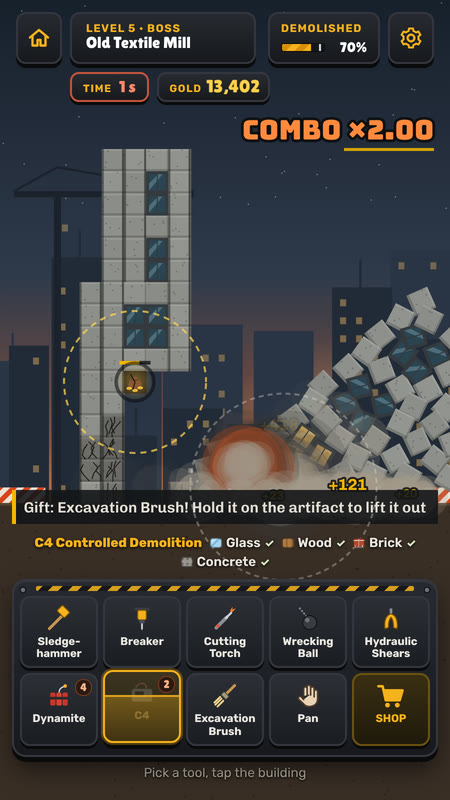 LEVEL 5 • BOSS
Old Textile Mill
DEMOLISHED
70%
TIME 1s
GOLD 13,402
COMBO ×2.00
+121
Gift: Excavation Brush! Hold it on the artifact to lift it out
C4 Controlled Demolition Glass ✓ Wood ✓ Brick ✓
Concrete ✓
Sledge-
hammer
Breaker
Cutting
Torch
Wrecking
Ball
Hydraulic
Shears
4
Dynamite
2
C4
Excavation
Brush
Pan
SHOP
Pick a tool, tap the building